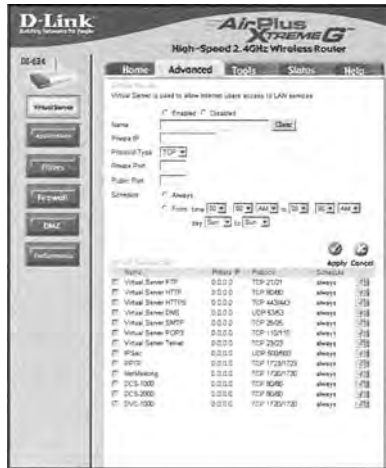 D-Link
Building Networks for People
AirPlus
XTREME G
High-Speed 2.4GHz Wireless Router
DI-624
Home Advanced Tools Status Help
Virtual Server is used to allow Internet users access to LAN services.
Virtual Server
Enabled Disabled
Name Clear
Private IP
Protocol Type TCP
Private Port
Public Port
Schedule Always
From time 00 00 AM to 00 00 AM
day Sun to Sun
Applications
Filters
Firewall
DMZ
Performance
Apply Cancel
Name Private IP Protocol Schedule
Virtual Server FTP 0.0.0.0 TCP 21/21 always
Virtual Server HTTP 0.0.0.0 TCP 80/80 always
Virtual Server HTTPS 0.0.0.0 TCP 443/443 always
Virtual Server DNS 0.0.0.0 UDP 53/53 always
Virtual Server SMTP 0.0.0.0 TCP 25/25 always
Virtual Server POP3 0.0.0.0 TCP 110/110 always
Virtual Server Telnet 0.0.0.0 TCP 23/23 always
IPSec 0.0.0.0 UDP 500/500 always
PPTP 0.0.0.0 TCP 1723/1723 always
NetMeeting 0.0.0.0 TCP 1720/1720 always
DCS-1000 0.0.0.0 TCP 80/80 always
DCS-2000 0.0.0.0 TCP 80/80 always
DVC-1000 0.0.0.0 TCP 1720/1720 always